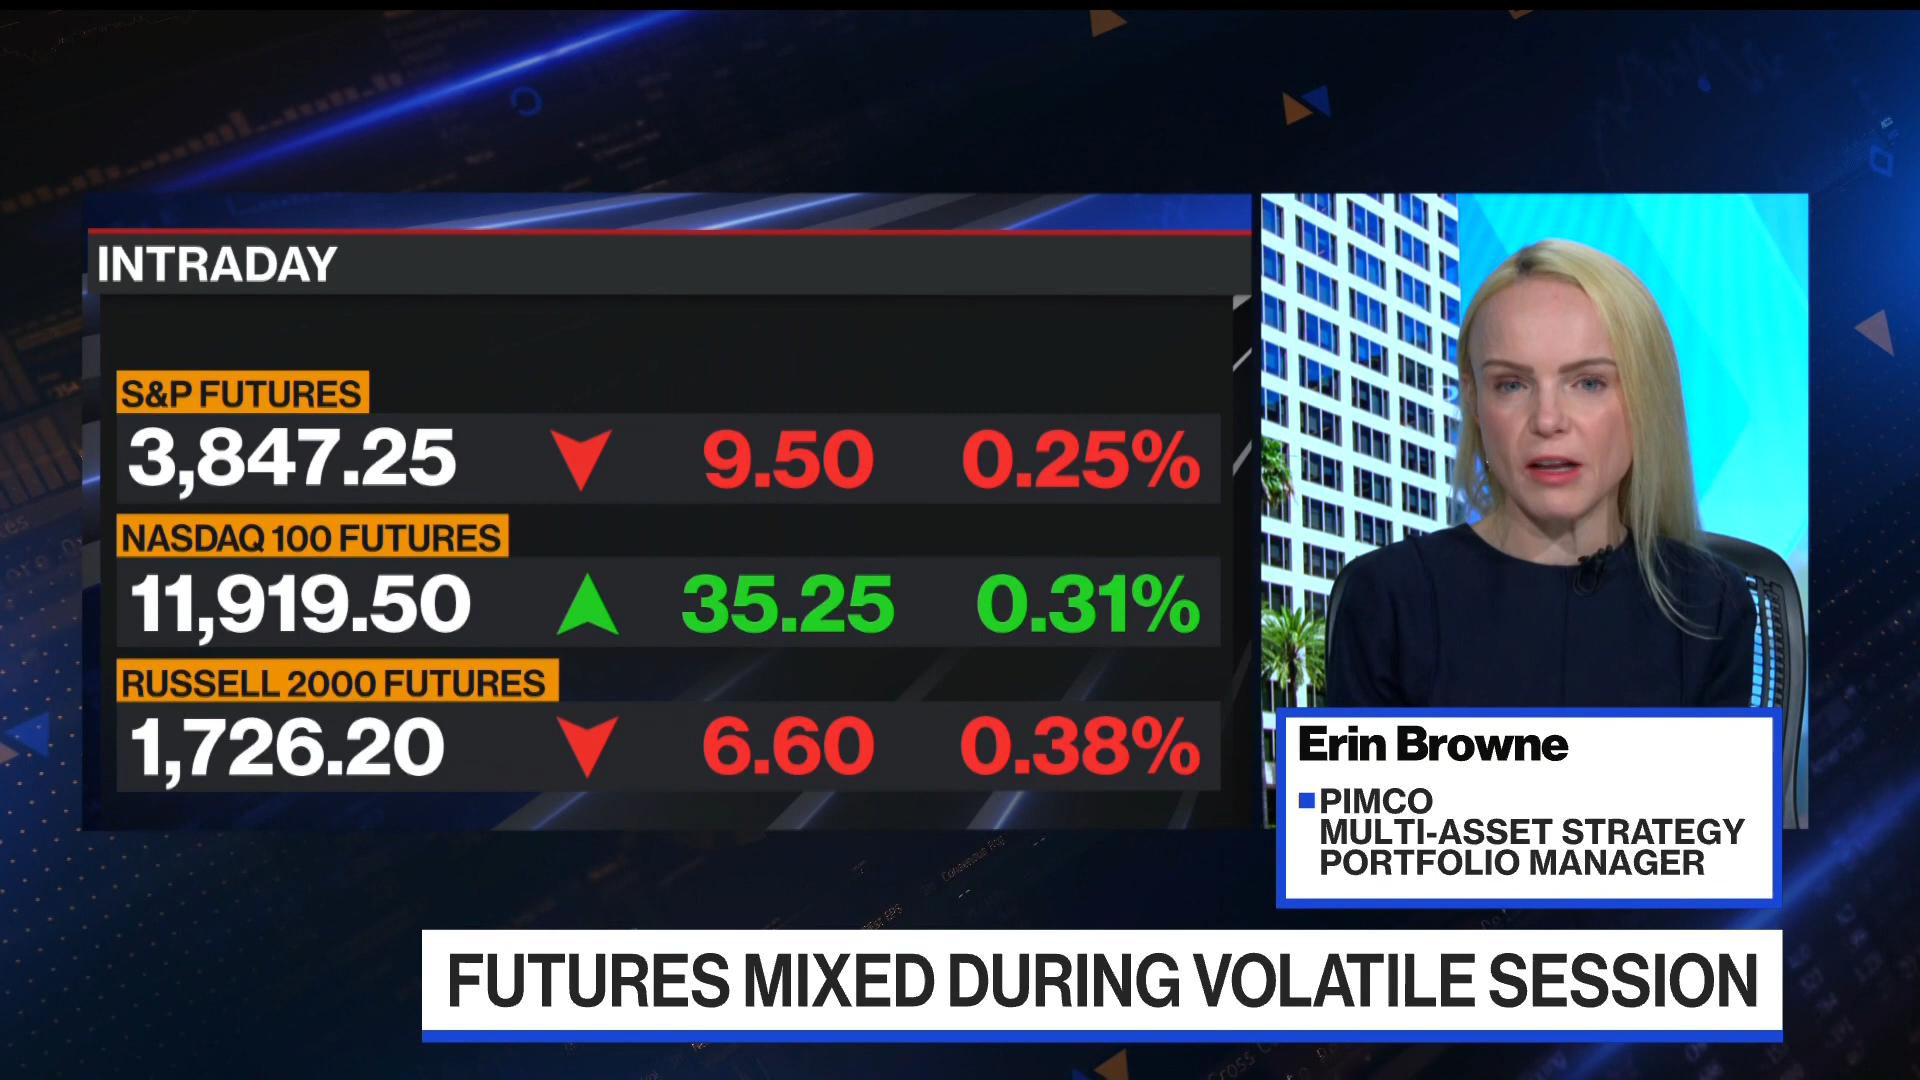 INTRADAY
S&P FUTURES
3,847.25 9.50 0.25%
NASDAQ 100 FUTURES
11,919.50 35.25 0.31%
RUSSELL 2000 FUTURES
1,726.20 6.60 0.38%
Erin Browne
PIMCO
MULTI-ASSET STRATEGY
PORTFOLIO MANAGER
FUTURES MIXED DURING VOLATILE SESSION